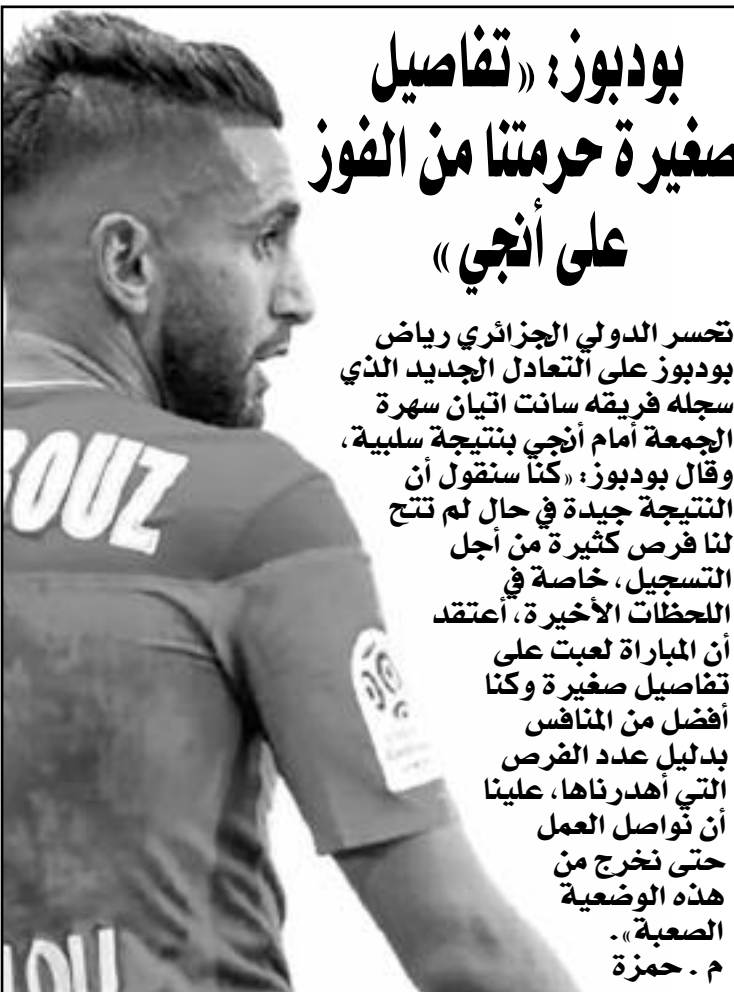 بودبوز: «تفاصيل
صغيرة حرمتنا من الفوز
على أنجي»
تحسر الدولي الجزائري رياض
بودبوز على التعادل الجديد الذي
سجله فريقه سانت اتيان سهرة
الجمعة أمام أنجي بنتيجة سلبية،
وقال بودبوز: «كنا سنقول أن
النتيجة جيدة في حال لم تتح
لنا فرص كثيرة من أجل
التسجيل، خاصة في
اللحظات الأخيرة، أعتقد
أن المباراة لعبت على
تفاصيل صغيرة وكنا
أفضل من المنافس
بدليل عدد الفرص
التي أهدرناها، علينا
أن نواصل العمل
حتى نخرج من
هذه الوضعية
الصعبة».
م . حمزة
BOUZ
LOU